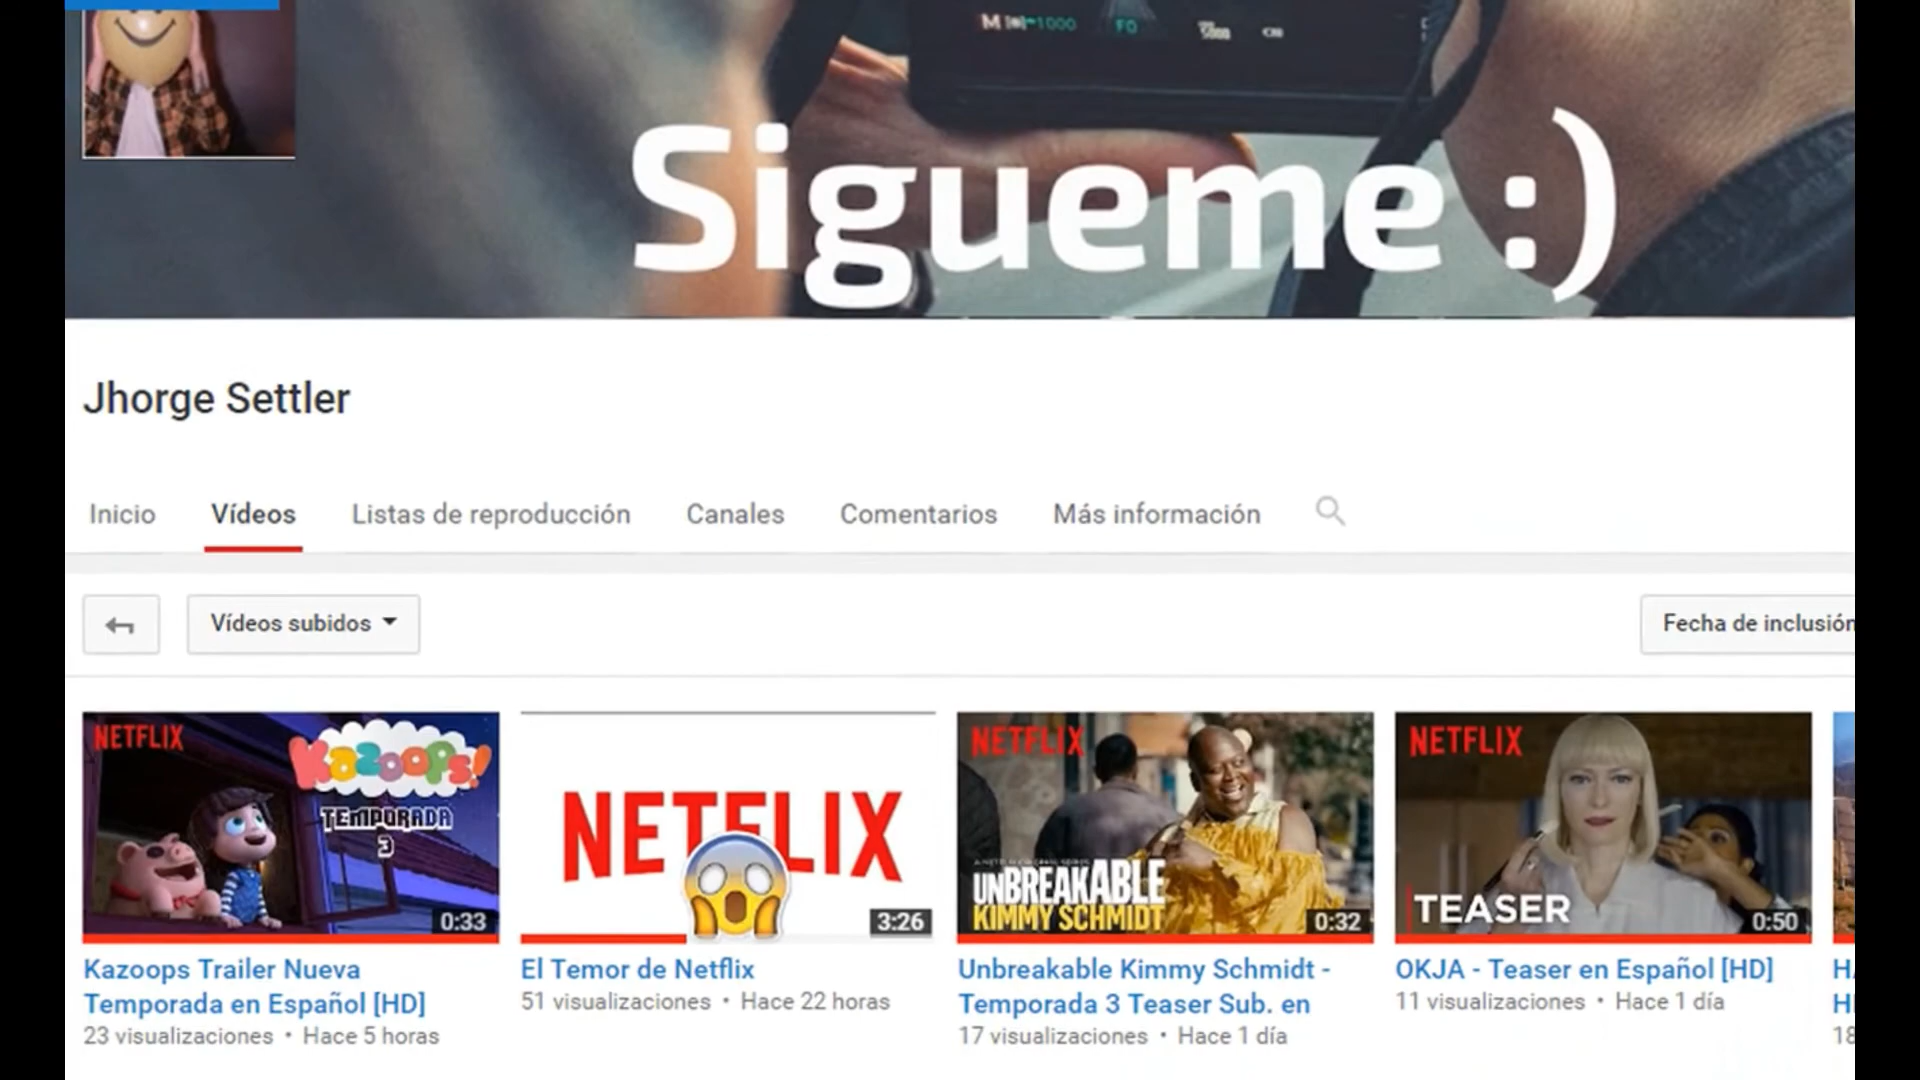 Sigueme :)
Jhorge Settler
Inicio Vídeos Listas de reproducción Canales Comentarios Más información
Vídeos subidos
Fecha de inclusión
NETFLIX
Kazoops!
TEMPORADA
3
0:33
NETFLIX
3:26
NETFLIX
UNBREAKABLE
KIMMY SCHMIDT
0:32
NETFLIX
TEASER
0:50
Kazoops Trailer Nueva
Temporada en Español [HD]
23 visualizaciones • Hace 5 horas
El Temor de Netflix
51 visualizaciones • Hace 22 horas
Unbreakable Kimmy Schmidt -
Temporada 3 Teaser Sub. en
17 visualizaciones • Hace 1 día
OKJA - Teaser en Español [HD]
11 visualizaciones • Hace 1 día